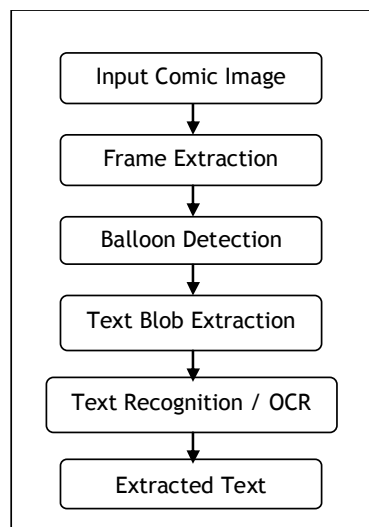 Input Comic Image
Frame Extraction
Balloon Detection
Text Blob Extraction
Text Recognition / OCR
Extracted Text